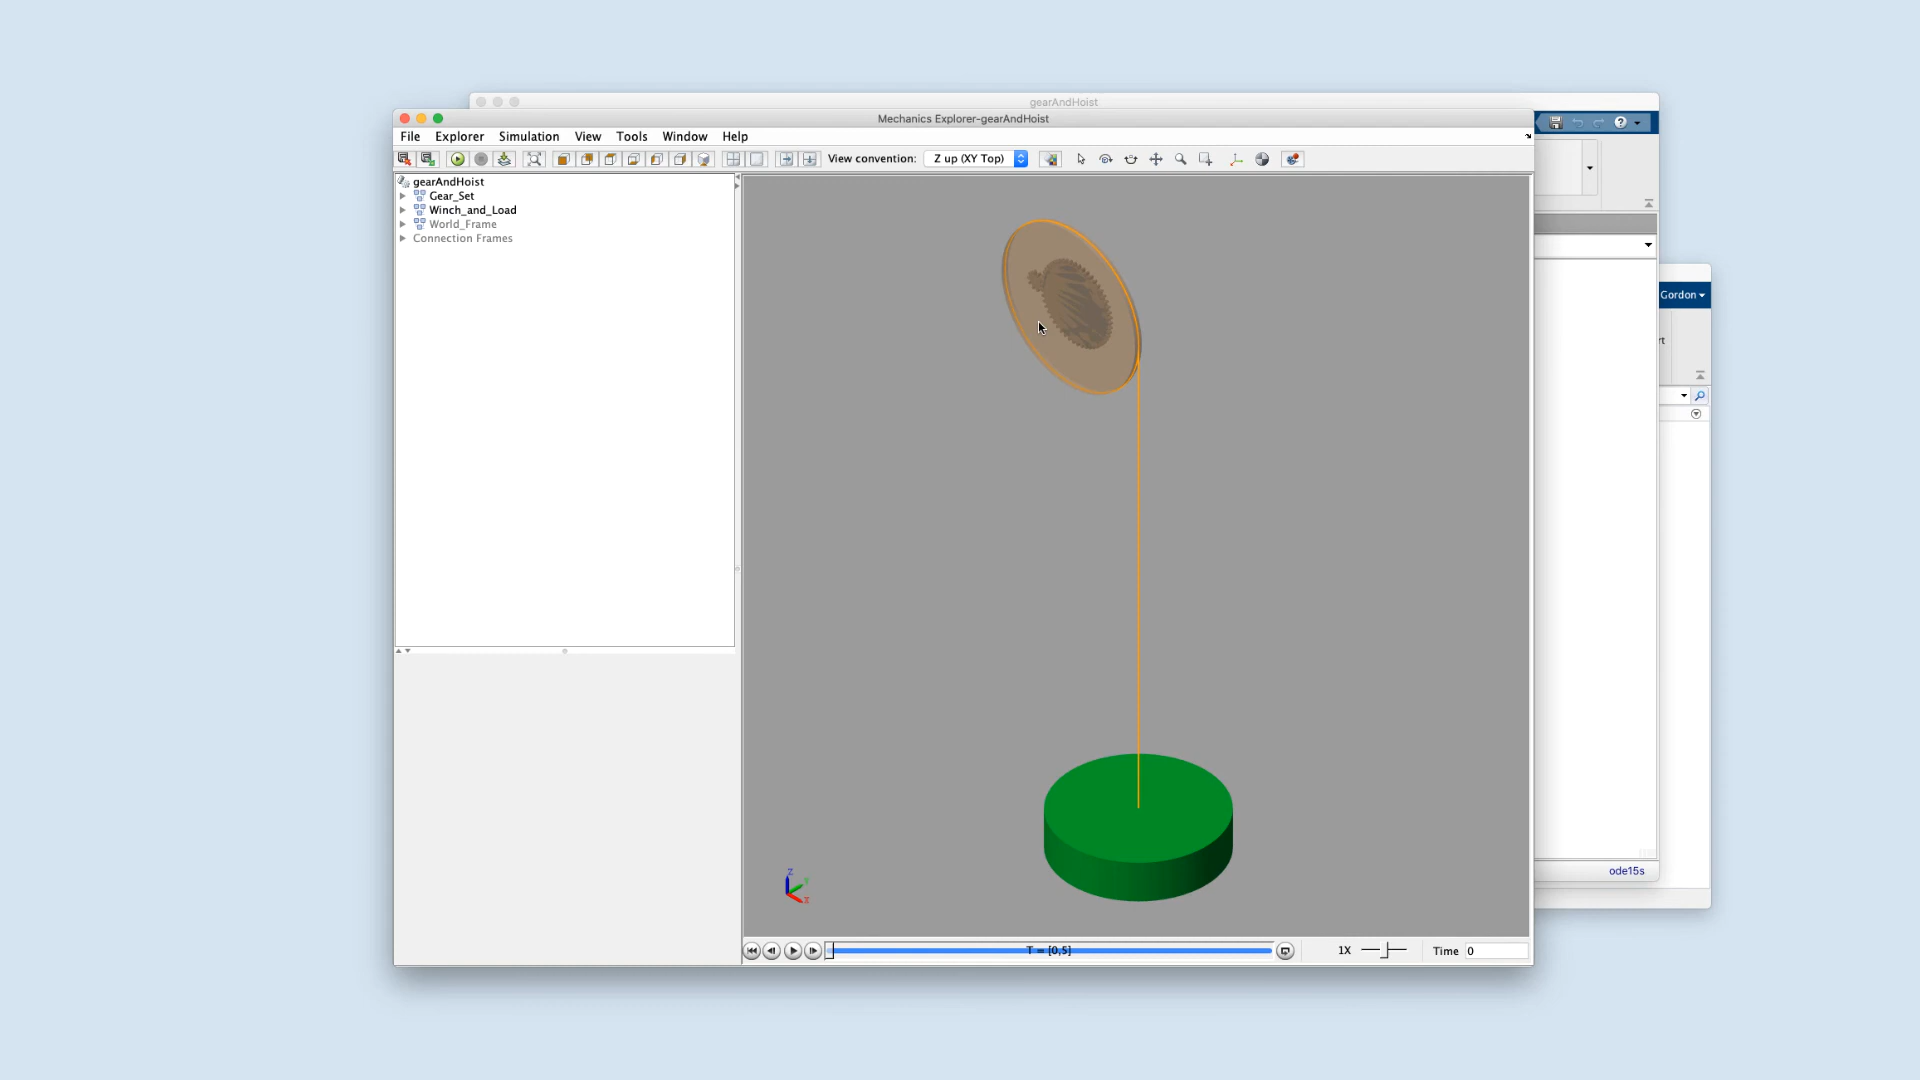 gearAndHoist
Mechanics Explorer-gearAndHoist
File Explorer Simulation View Tools Window Help
View convention: Z up (XY Top)
gearAndHoist
Gear_Set
Winch_and_Load
World_Frame
Connection Frames
Gordon
rt
ode15s
Z
Y
X
T = [0,5]
1X
Time 0